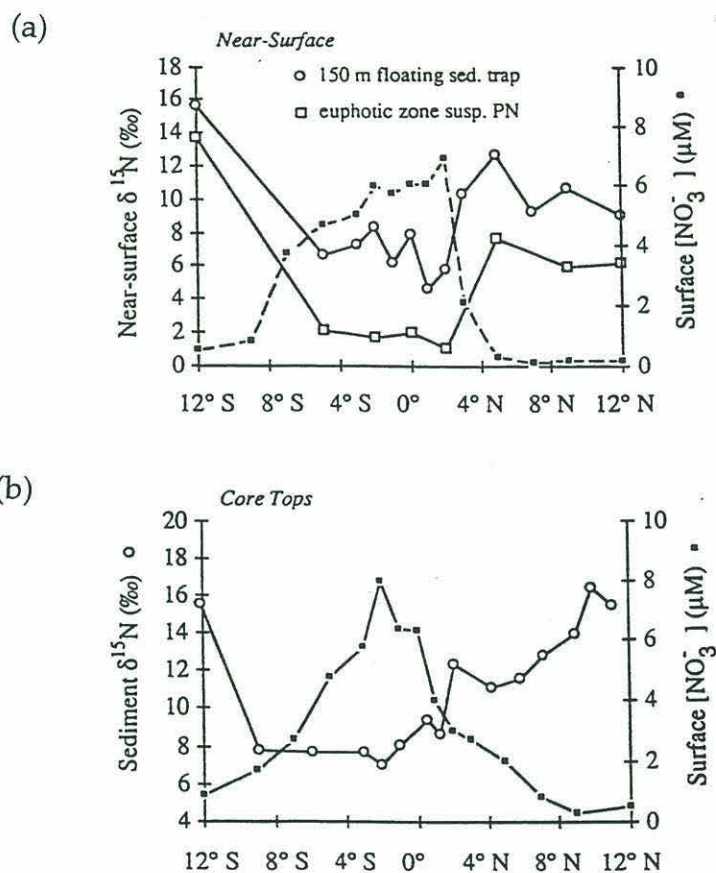 (a)
Near-Surface
○ 150 m floating sed. trap
□ euphotic zone susp. PN
Near-surface δ 15N (‰)
18
16
14
12
10
8
6
4
2
0
10
8
6
4
2
0
Surface [NO3-] (μM) ▪
12° S 8° S 4° S 0° 4° N 8° N 12° N
(b)
Core Tops
Sediment δ15N (‰) ○
20
18
16
14
12
10
8
6
4
10
8
6
4
2
0
Surface [NO3-] (μM) ▪
12° S 8° S 4° S 0° 4° N 8° N 12° N